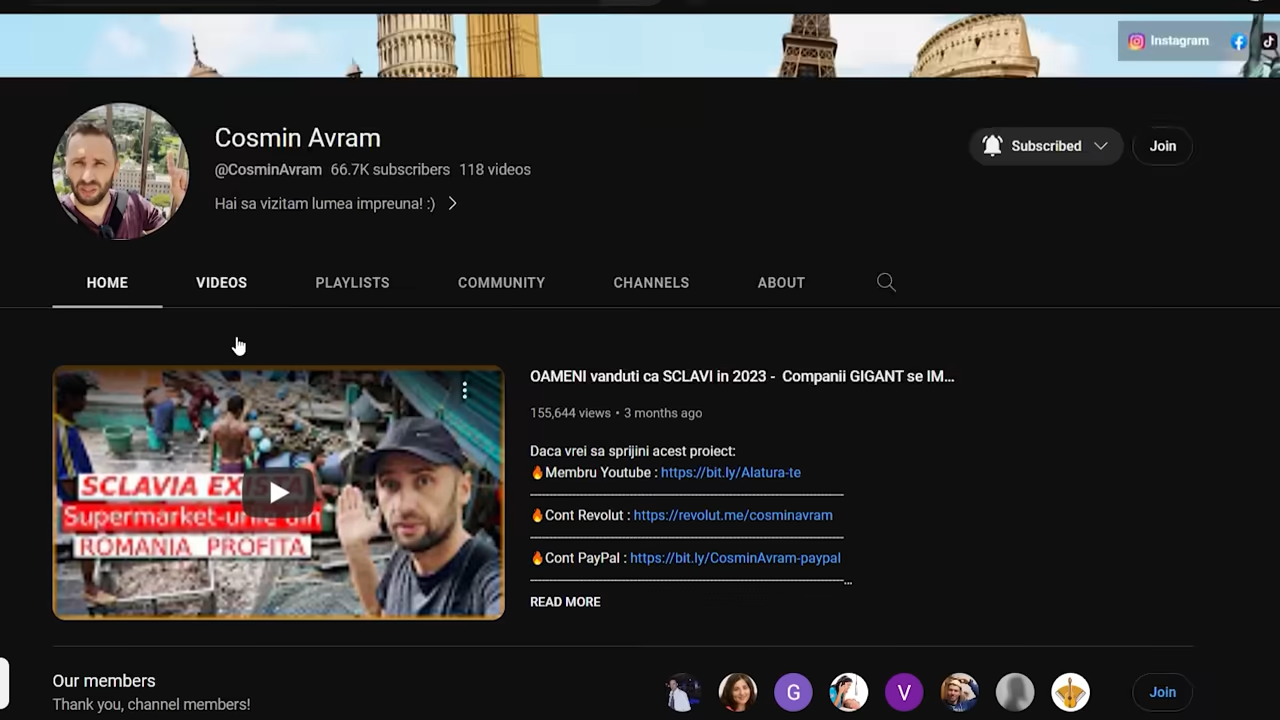 Instagram
Cosmin Avram
@CosminAvram 66.7K subscribers 118 videos
Hai sa vizitam lumea impreuna! :)
Subscribed
Join
HOME VIDEOS PLAYLISTS COMMUNITY CHANNELS ABOUT
SCLAVIA EX
Supermarket-urile din
ROMANIA PROFITA
OAMENI vanduti ca SCLAVI in 2023 - Companii GIGANT se IM...
155,644 views • 3 months ago
Daca vrei sa sprijini acest proiect:
🔥Membru Youtube : https://bit.ly/Alatura-te
🔥Cont Revolut : https://revolut.me/cosminavram
🔥Cont PayPal : https://bit.ly/CosminAvram-paypal
...
READ MORE
Our members
Thank you, channel members!
G
V
Join